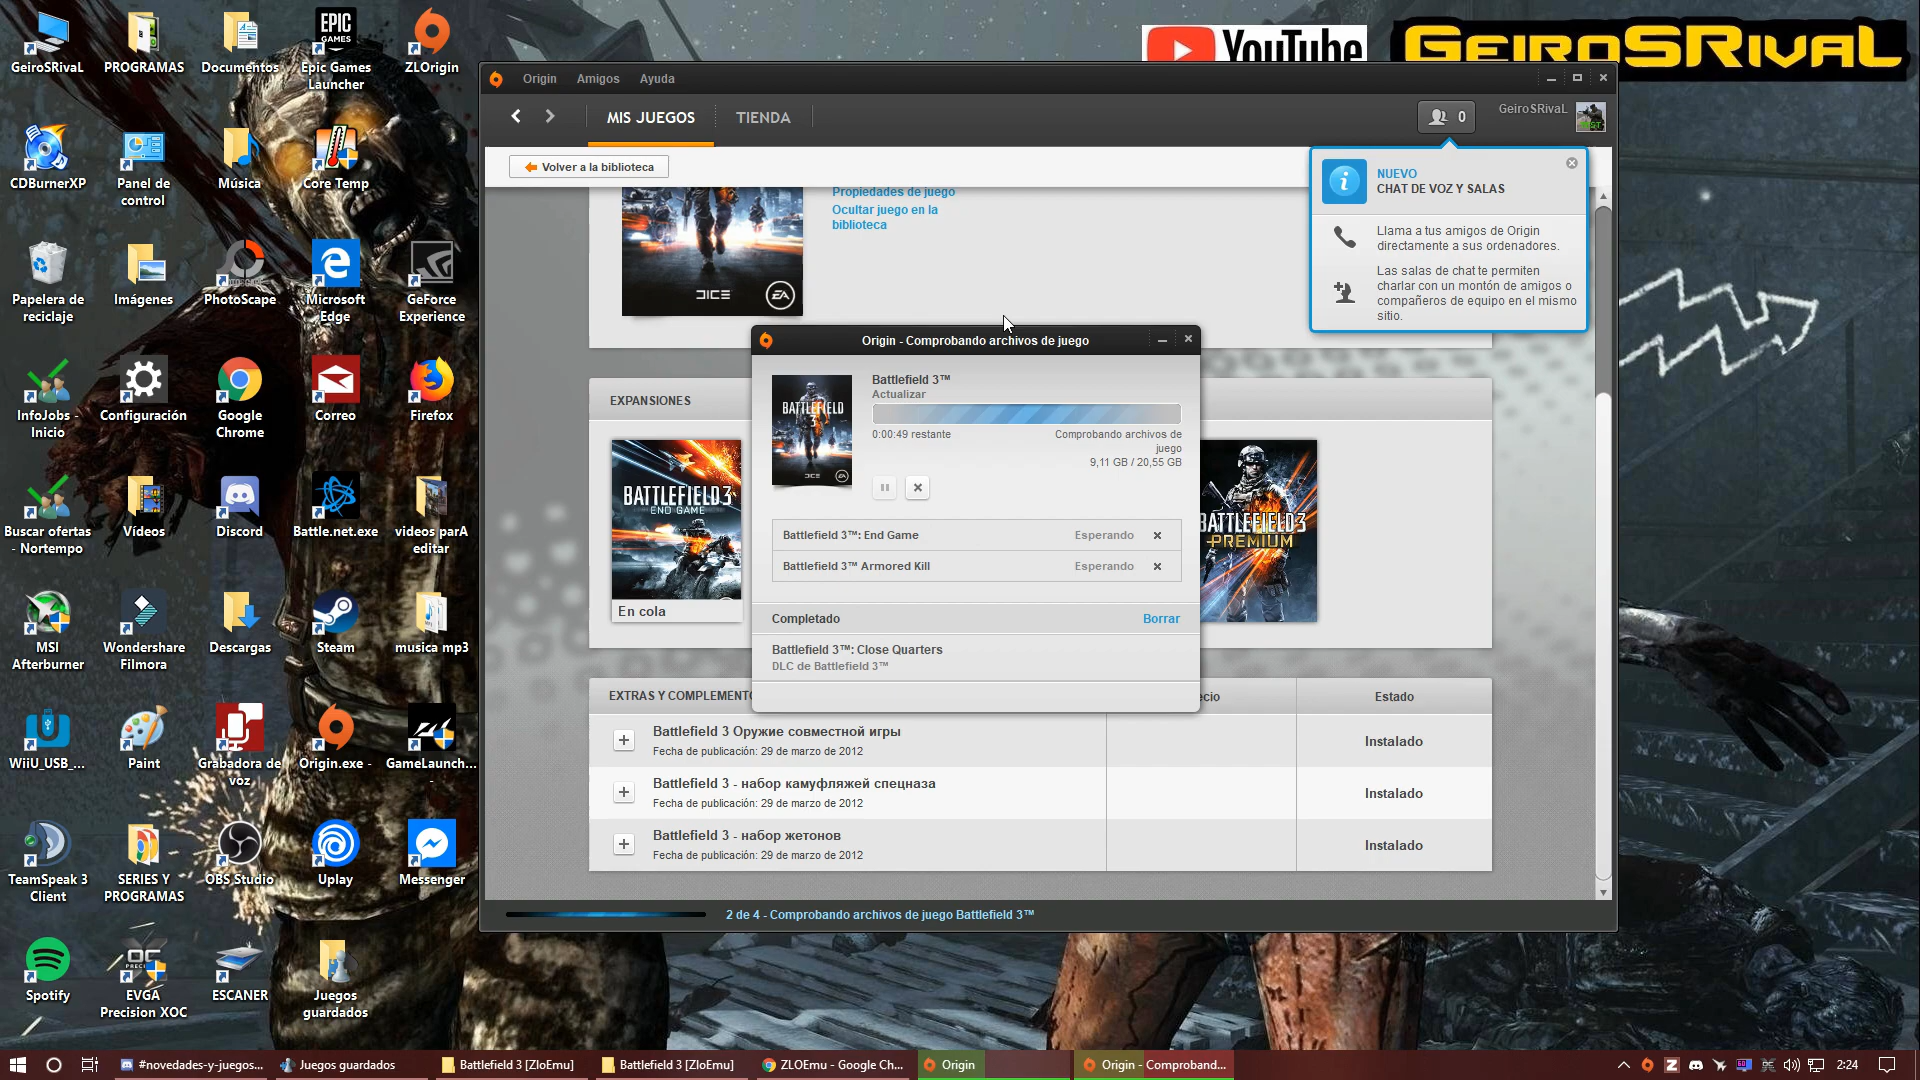 GeiroSRivaL
PROGRAMAS
Documentos
EPIC
GAMES
Epic Games
Launcher
ZLOrigin
CDBurnerXP
Panel de
control
Música
Core Temp
Papelera de
reciclaje
Imágenes
PhotoScape
Microsoft
Edge
GeForce
Experience
InfoJobs -
Inicio
Configuración
Google
Chrome
Correo
Firefox
Buscar ofertas
- Nortempo
Vídeos
Discord
Battle.net.exe
videos parA
editar
MSI
Afterburner
Wondershare
Filmora
Descargas
Steam
musica mp3
WiiU_USB_...
Paint
Grabadora de
voz
Origin.exe -
GameLaunch...
-
TeamSpeak 3
Client
SERIES Y
PROGRAMAS
OBS Studio
Uplay
Messenger
Spotify
EVGA
Precision XOC
ESCANER
Juegos
guardados
YouTube
GEIROSRIVAL
Origin
Amigos
Ayuda
MIS JUEGOS
TIENDA
0
GeiroSRivaL
Volver a la biblioteca
Propiedades de juego
Ocultar juego en la
biblioteca
DICE
EA
NUEVO
CHAT DE VOZ Y SALAS
Llama a tus amigos de Origin
directamente a sus ordenadores.
Las salas de chat te permiten
charlar con un montón de amigos o
compañeros de equipo en el mismo
sitio.
Origin - Comprobando archivos de juego
BATTLEFIELD
3
DICE
Battlefield 3™
Actualizar
0:00:49 restante
Comprobando archivos de
juego
9,11 GB / 20,55 GB
Battlefield 3™: End Game
Esperando
Battlefield 3™ Armored Kill
Esperando
Completado
Borrar
Battlefield 3™: Close Quarters
DLC de Battlefield 3™
EXPANSIONES
BATTLEFIELD 3
END GAME
En cola
BATTLEFIELD 3
PREMIUM
EXTRAS Y COMPLEMENTO
ecio
Estado
Battlefield 3 Оружие совместной игры
Fecha de publicación: 29 de marzo de 2012
Instalado
Battlefield 3 - набор камуфляжей спецназа
Fecha de publicación: 29 de marzo de 2012
Instalado
Battlefield 3 - набор жетонов
Fecha de publicación: 29 de marzo de 2012
Instalado
2 de 4 - Comprobando archivos de juego Battlefield 3™
#novedades-y-juegos...
Juegos guardados
Battlefield 3 [ZloEmu]
Battlefield 3 [ZloEmu]
ZLOEmu - Google Ch...
Origin
Origin - Comproband...
2:24